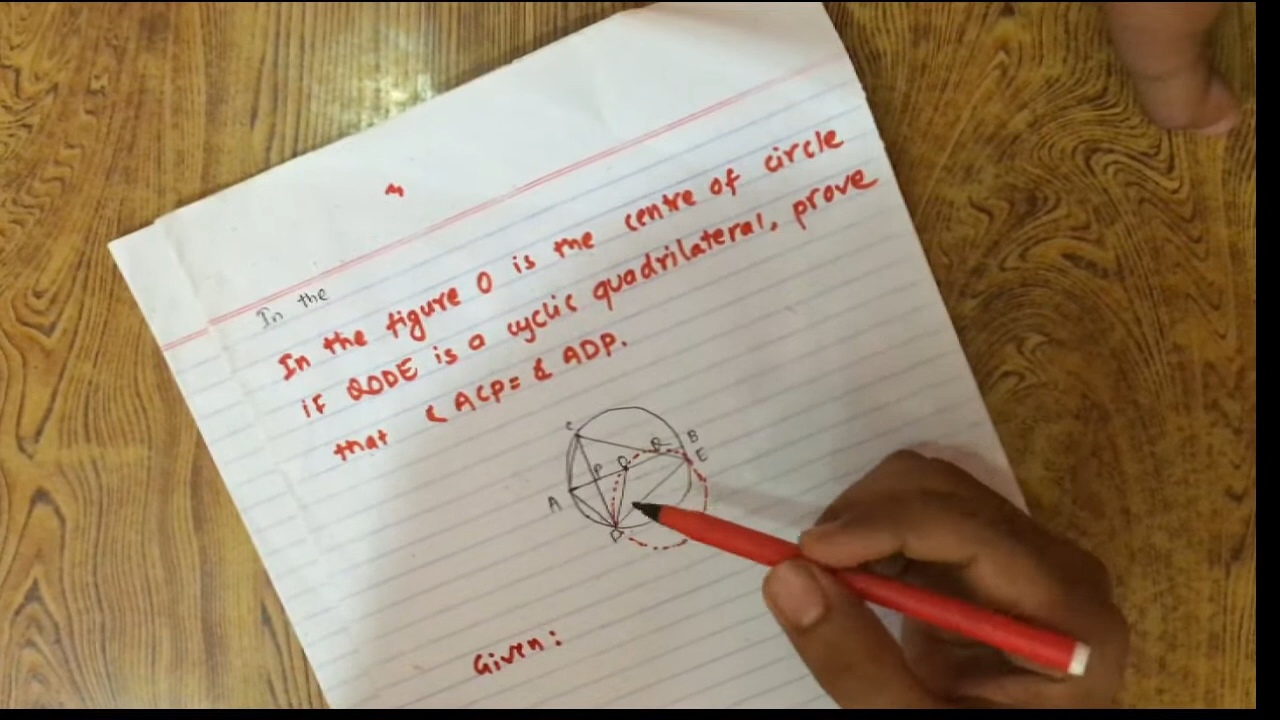 In the
In the figure O is the centre of circle
if QODE is a cyclic quadrilateral, prove
that ∠ ACP = ∠ ADP.
C
B
R
E
P
O
A
D
Given: